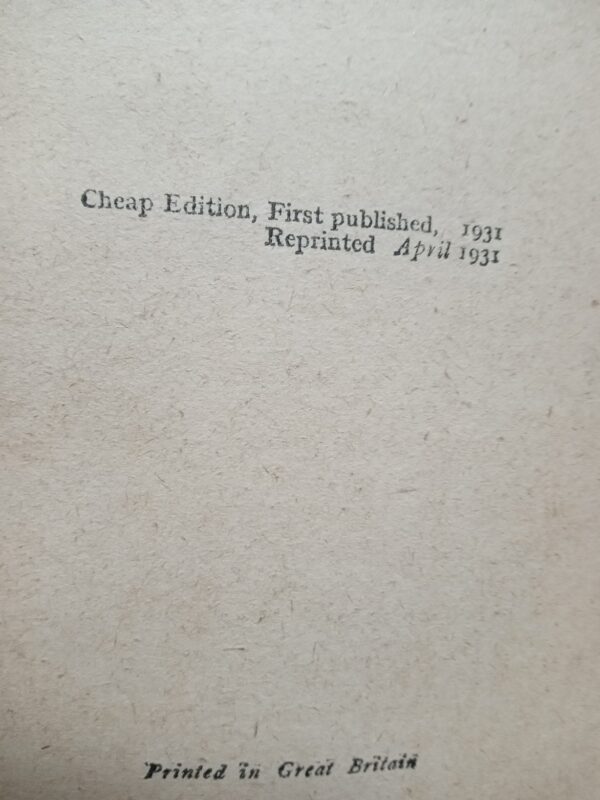 Cheap Edition, First published, 1931
Reprinted April 1931
Printed in Great Britain